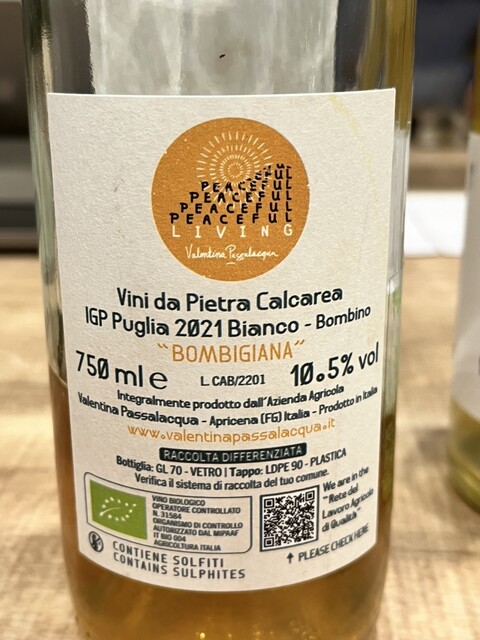 PEACEFUL
PEACEFUL
PEACEFUL
PEACEFUL
LIVING
Valentina Passalacqua
Vini da Pietra Calcarea
IGP Puglia 2021 Bianco - Bombino
"BOMBIGIANA"
750 ml e L. CAB/2201 10.5% vol
Integralmente prodotto dall'Azienda Agricola
Valentina Passalacqua - Apricena (FG) Italia - Prodotto in Italia
www.valentinapassalacqua.it
RACCOLTA DIFFERENZIATA
Bottiglia: GL 70 - VETRO | Tappo: LDPE 90 - PLASTICA
Verifica il sistema di raccolta del tuo comune.
VINO BIOLOGICO
OPERATORE CONTROLLATO
N. 31584
ORGANISMO DI CONTROLLO
AUTORIZZATO DAL MIPAAF
IT BIO 004
AGRICOLTURA ITALIA
We are in the
"Rete del
Lavoro Agricolo
di Qualità"
↑ PLEASE CHECK HERE
CONTIENE SOLFITI
CONTAINS SULPHITES